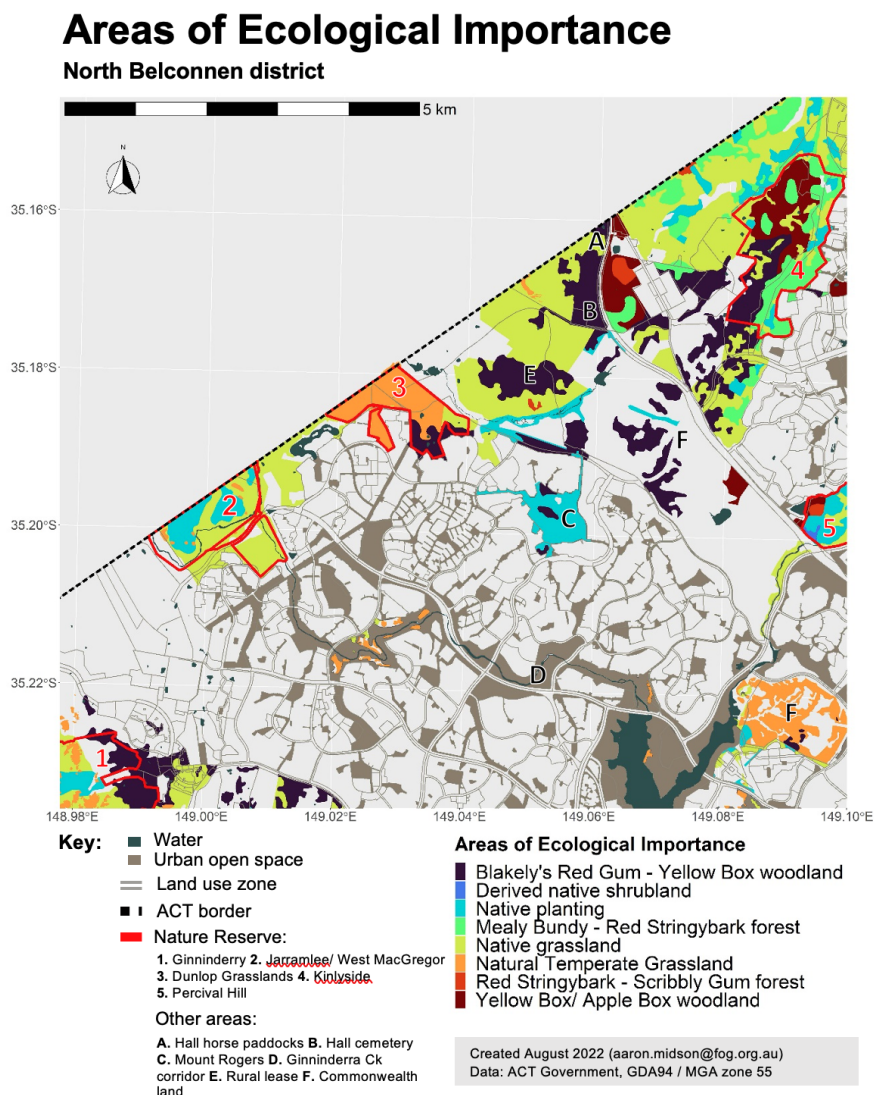 Areas of Ecological Importance
North Belconnen district
5 km
N
35.16°S
35.18°S
35.20°S
35.22°S
A
B
4
E
3
F
2
C
5
D
F
1
148.98°E
149.00°E
149.02°E
149.04°E
149.06°E
149.08°E
149.10°E
Key:
Water
Urban open space
Land use zone
ACT border
Nature Reserve:
1. Ginninderry 2. Jarramlee/ West MacGregor
3. Dunlop Grasslands 4. Kinlyside
5. Percival Hill
Other areas:
A. Hall horse paddocks B. Hall cemetery
C. Mount Rogers D. Ginninderra Ck
corridor E. Rural lease F. Commonwealth
land
Areas of Ecological Importance
Blakely's Red Gum - Yellow Box woodland
Derived native shrubland
Native planting
Mealy Bundy - Red Stringybark forest
Native grassland
Natural Temperate Grassland
Red Stringybark - Scribbly Gum forest
Yellow Box/ Apple Box woodland
Created August 2022 (aaron.midson@fog.org.au)
Data: ACT Government, GDA94 / MGA zone 55